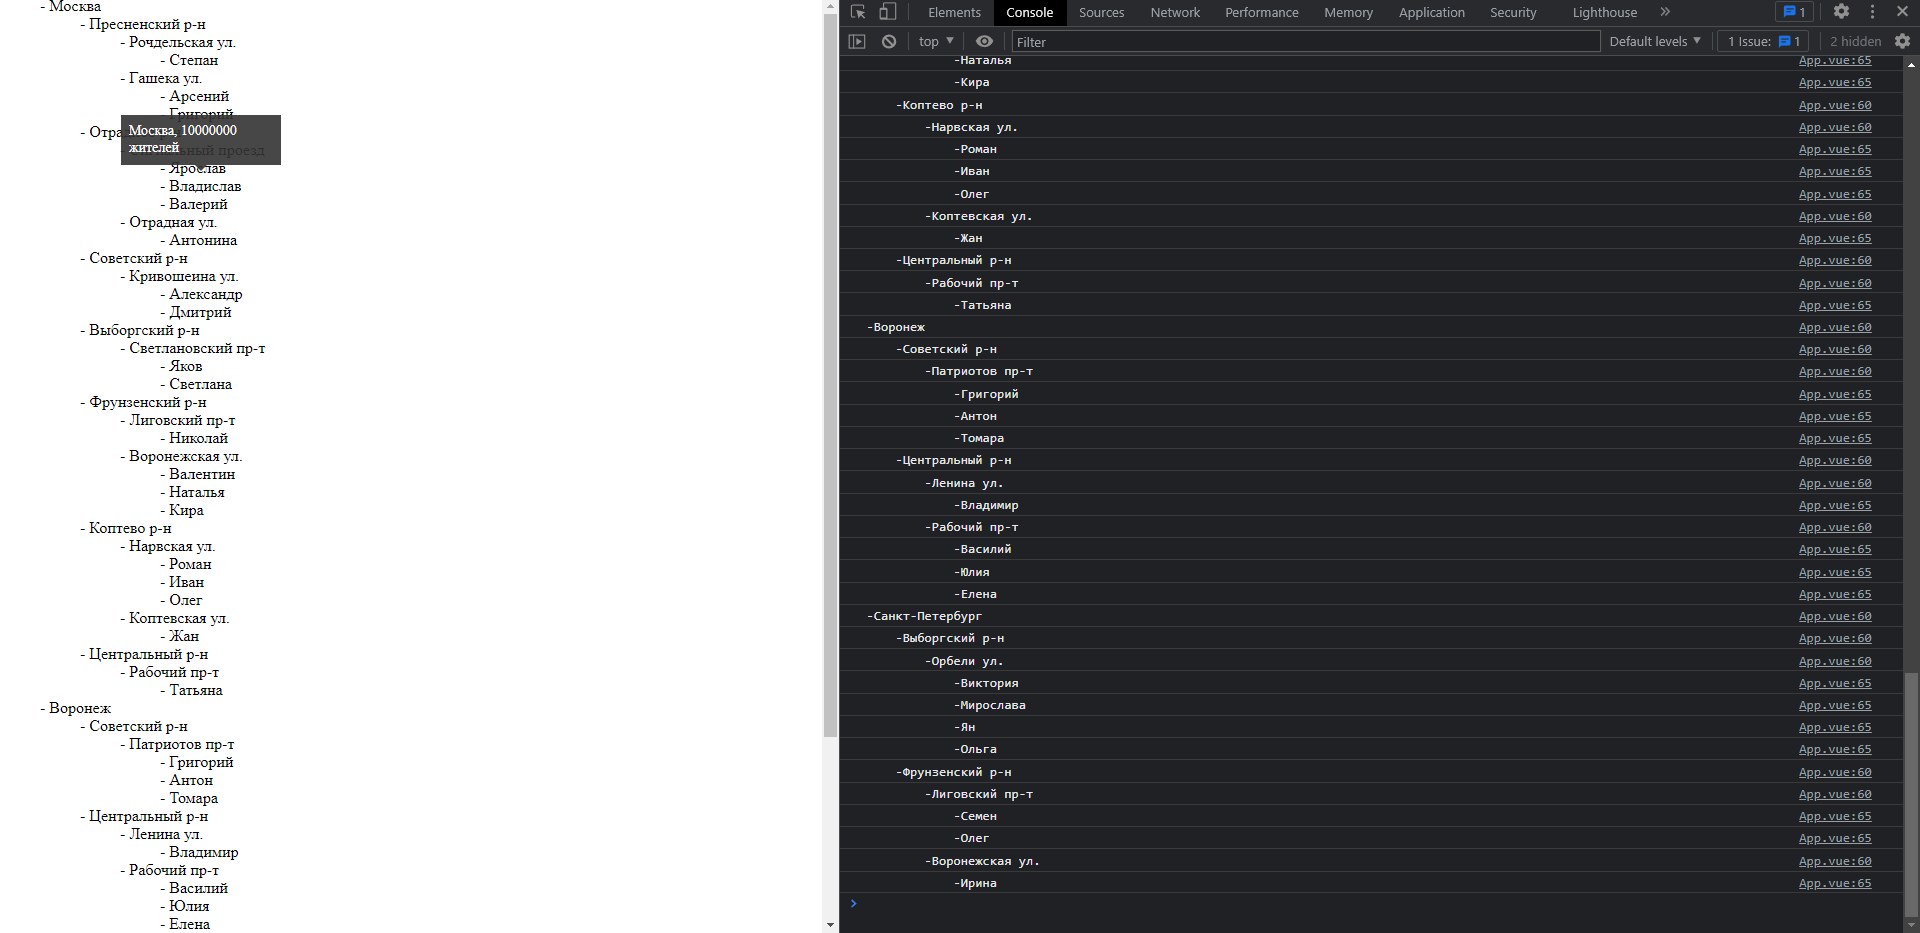 - Москва
- Пресненский р-н
- Рочдельская ул.
- Степан
- Гашека ул.
- Арсений
- Григорий
Москва, 10000000
жителей
- Ярослав
- Владислав
- Валерий
- Отрадная ул.
- Антонина
- Советский р-н
- Кривошеина ул.
- Александр
- Дмитрий
- Выборгский р-н
- Светлановский пр-т
- Яков
- Светлана
- Фрунзенский р-н
- Лиговский пр-т
- Николай
- Воронежская ул.
- Валентин
- Наталья
- Кира
- Коптево р-н
- Нарвская ул.
- Роман
- Иван
- Олег
- Коптевская ул.
- Жан
- Центральный р-н
- Рабочий пр-т
- Татьяна
- Воронеж
- Советский р-н
- Патриотов пр-т
- Григорий
- Антон
- Томара
- Центральный р-н
- Ленина ул.
- Владимир
- Рабочий пр-т
- Василий
- Юлия
- Елена
Elements Console Sources Network Performance Memory Application Security Lighthouse » 1
top Filter Default levels 1 Issue: 1 2 hidden
-Наталья App.vue:65
-Кира App.vue:65
-Коптево р-н App.vue:60
-Нарвская ул. App.vue:60
-Роман App.vue:65
-Иван App.vue:65
-Олег App.vue:65
-Коптевская ул. App.vue:60
-Жан App.vue:65
-Центральный р-н App.vue:60
-Рабочий пр-т App.vue:60
-Татьяна App.vue:65
-Воронеж App.vue:60
-Советский р-н App.vue:60
-Патриотов пр-т App.vue:60
-Григорий App.vue:65
-Антон App.vue:65
-Томара App.vue:65
-Центральный р-н App.vue:60
-Ленина ул. App.vue:60
-Владимир App.vue:65
-Рабочий пр-т App.vue:60
-Василий App.vue:65
-Юлия App.vue:65
-Елена App.vue:65
-Санкт-Петербург App.vue:60
-Выборгский р-н App.vue:60
-Орбели ул. App.vue:60
-Виктория App.vue:65
-Мирослава App.vue:65
-Ян App.vue:65
-Ольга App.vue:65
-Фрунзенский р-н App.vue:60
-Лиговский пр-т App.vue:60
-Семен App.vue:65
-Олег App.vue:65
-Воронежская ул. App.vue:60
-Ирина App.vue:65